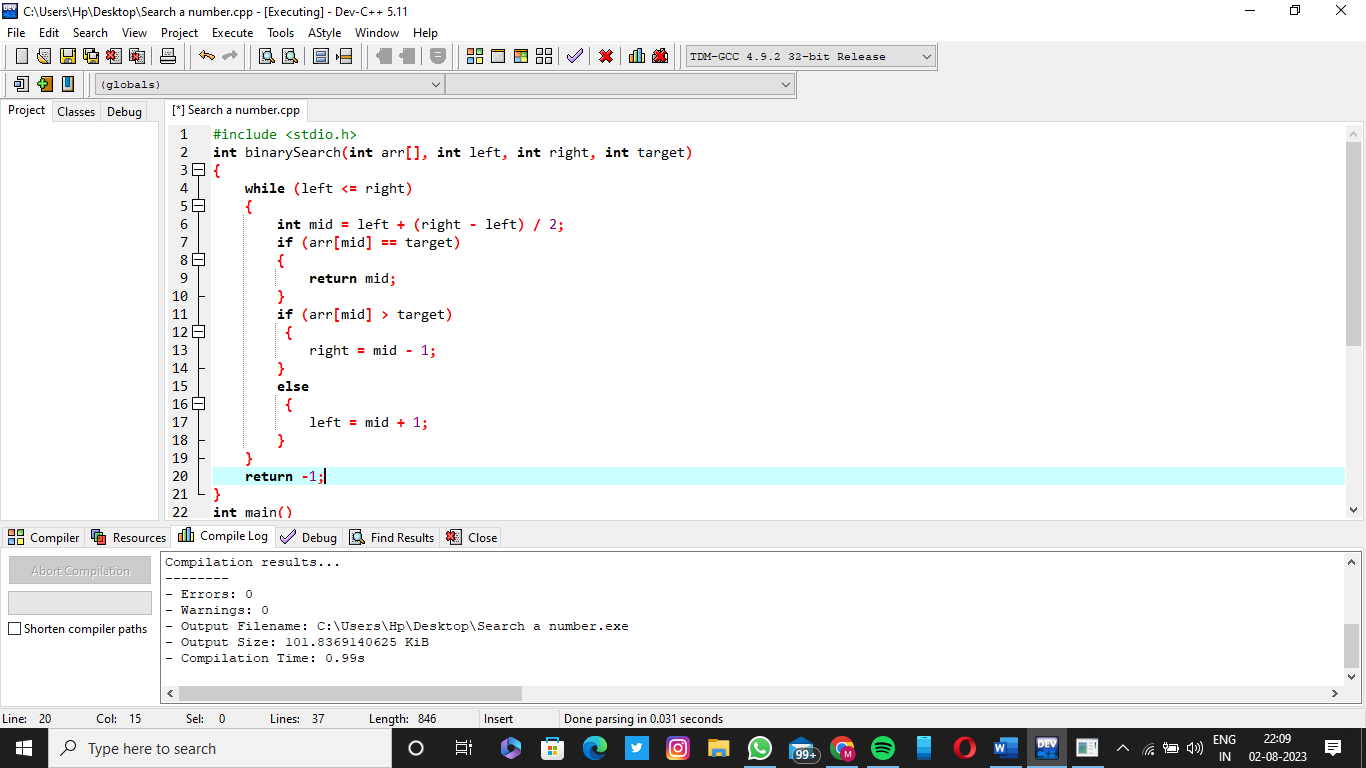 C:\Users\Hp\Desktop\Search a number.cpp - [Executing] - Dev-C++ 5.11
File Edit Search View Project Execute Tools AStyle Window Help
TDM-GCC 4.9.2 32-bit Release
(globals)
Project Classes Debug
[*] Search a number.cpp
1 #include <stdio.h>
2 int binarySearch(int arr[], int left, int right, int target)
3 {
4 while (left <= right)
5 {
6 int mid = left + (right - left) / 2;
7 if (arr[mid] == target)
8 {
9 return mid;
10 }
11 if (arr[mid] > target)
12 {
13 right = mid - 1;
14 }
15 else
16 {
17 left = mid + 1;
18 }
19 }
20 return -1;
21 }
22 int main()
Compiler Resources Compile Log Debug Find Results Close
Abort Compilation
Shorten compiler paths
Compilation results...
--------
- Errors: 0
- Warnings: 0
- Output Filename: C:\Users\Hp\Desktop\Search a number.exe
- Output Size: 101.8369140625 KiB
- Compilation Time: 0.99s
Line: 20 Col: 15 Sel: 0 Lines: 37 Length: 846 Insert Done parsing in 0.031 seconds
Type here to search
99+
M
DEV
ENG
IN
22:09
02-08-2023